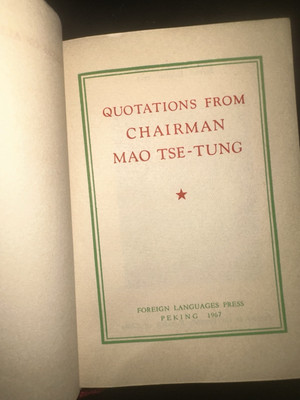 QUOTATIONS FROM
CHAIRMAN
MAO TSE-TUNG
FOREIGN LANGUAGES PRESS
PEKING 1967